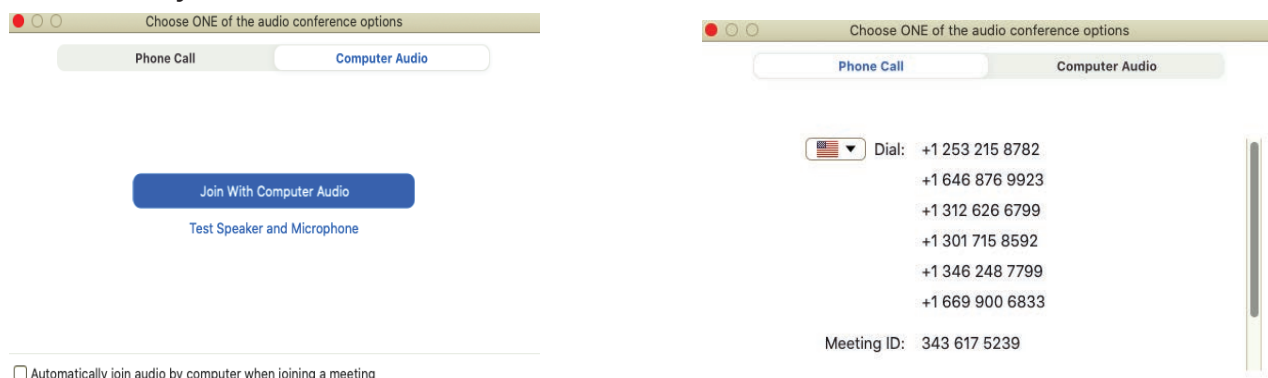 Choose ONE of the audio conference options
Phone Call Computer Audio
Join With Computer Audio
Test Speaker and Microphone
Automatically join audio by computer when joining a meeting
Choose ONE of the audio conference options
Phone Call Computer Audio
Dial: +1 253 215 8782
+1 646 876 9923
+1 312 626 6799
+1 301 715 8592
+1 346 248 7799
+1 669 900 6833
Meeting ID: 343 617 5239